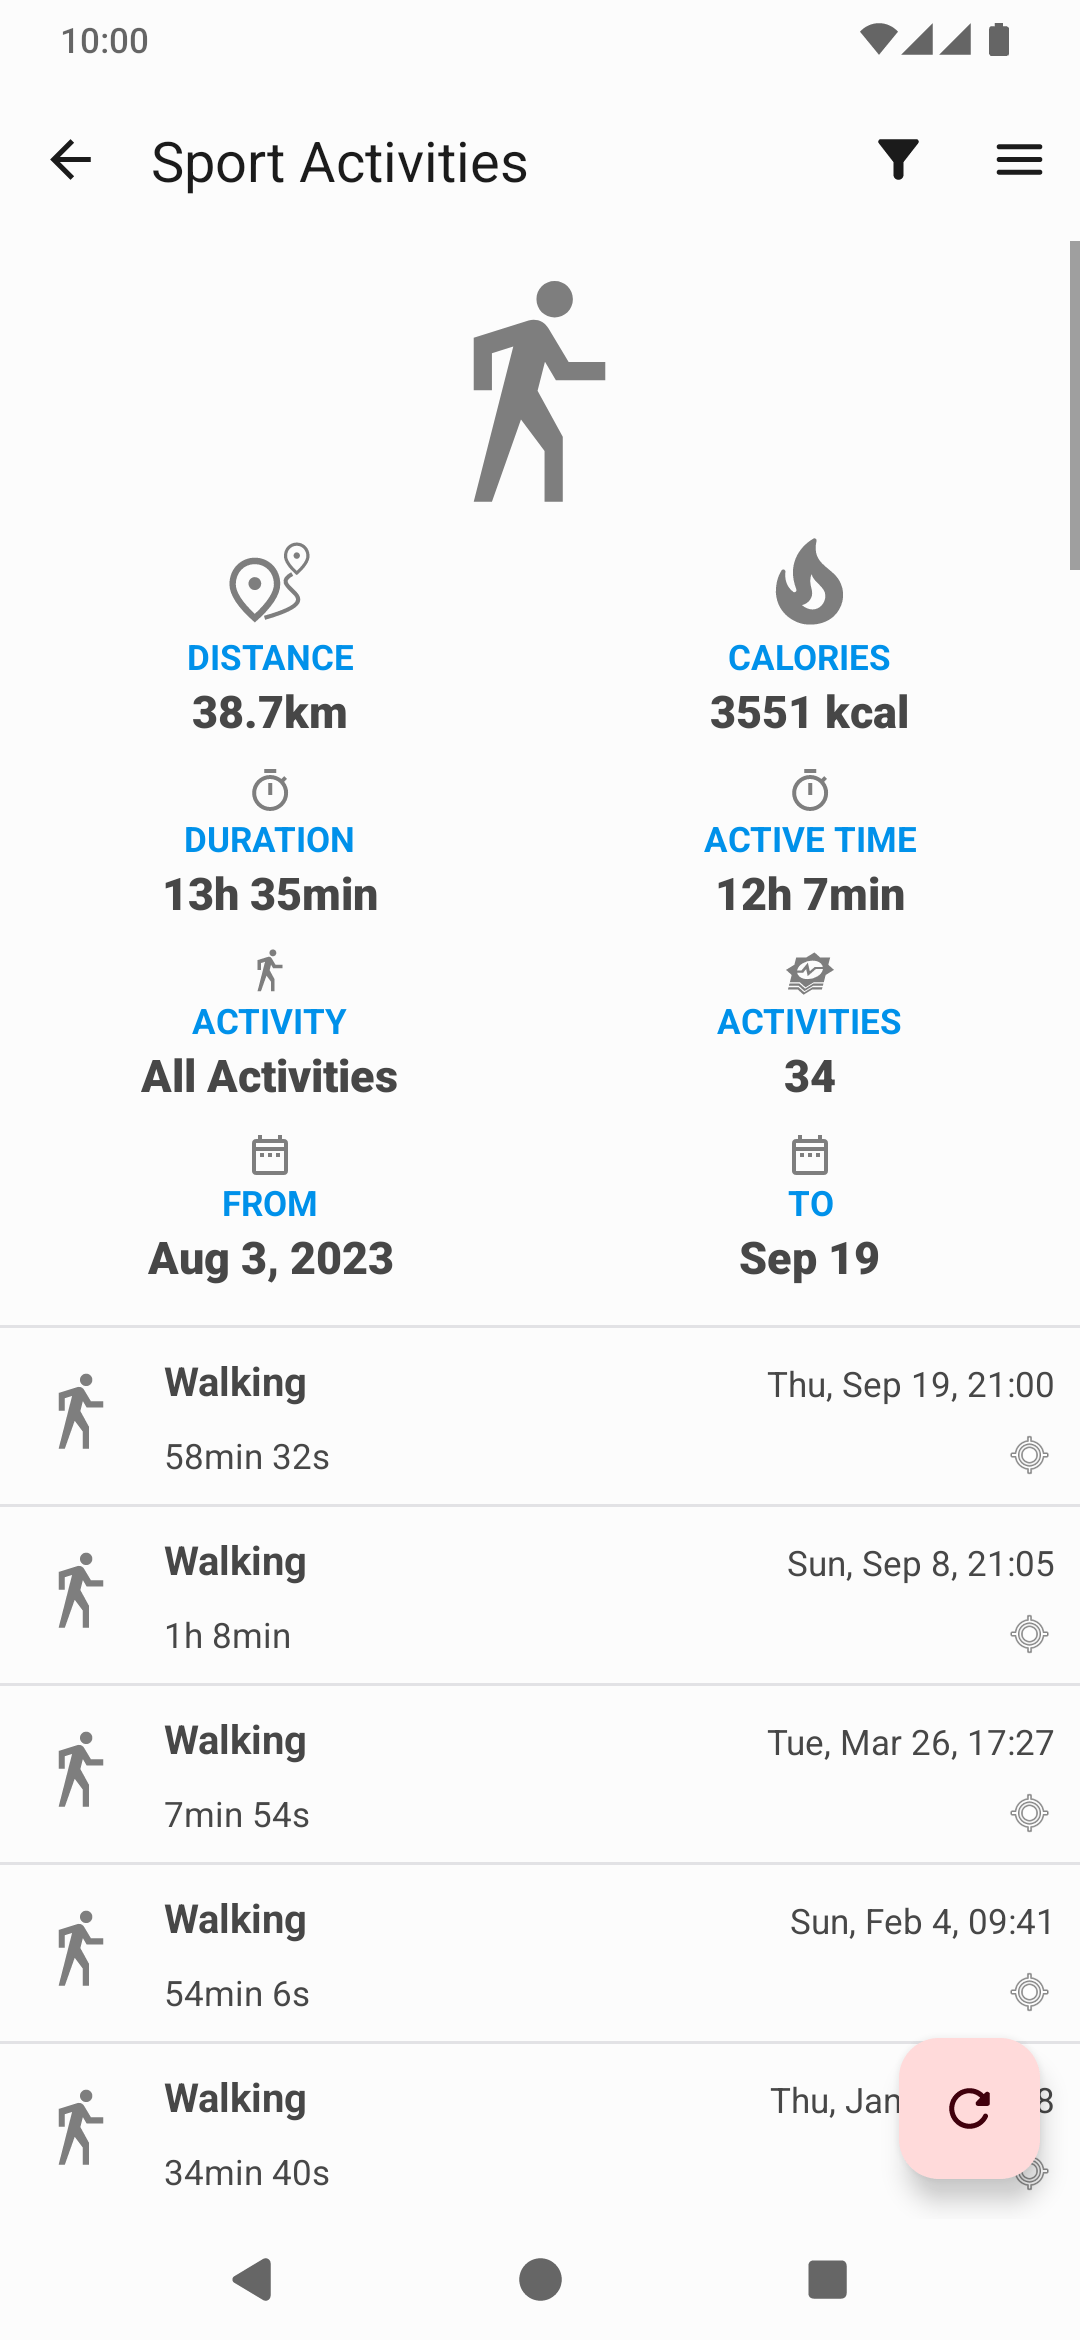 10:00
Sport Activities
DISTANCE
38.7km
CALORIES
3551 kcal
DURATION
13h 35min
ACTIVE TIME
12h 7min
ACTIVITY
All Activities
ACTIVITIES
34
FROM
Aug 3, 2023
TO
Sep 19
Walking
Thu, Sep 19, 21:00
58min 32s
Walking
Sun, Sep 8, 21:05
1h 8min
Walking
Tue, Mar 26, 17:27
7min 54s
Walking
Sun, Feb 4, 09:41
54min 6s
Walking
Thu, Jan 8
34min 40s